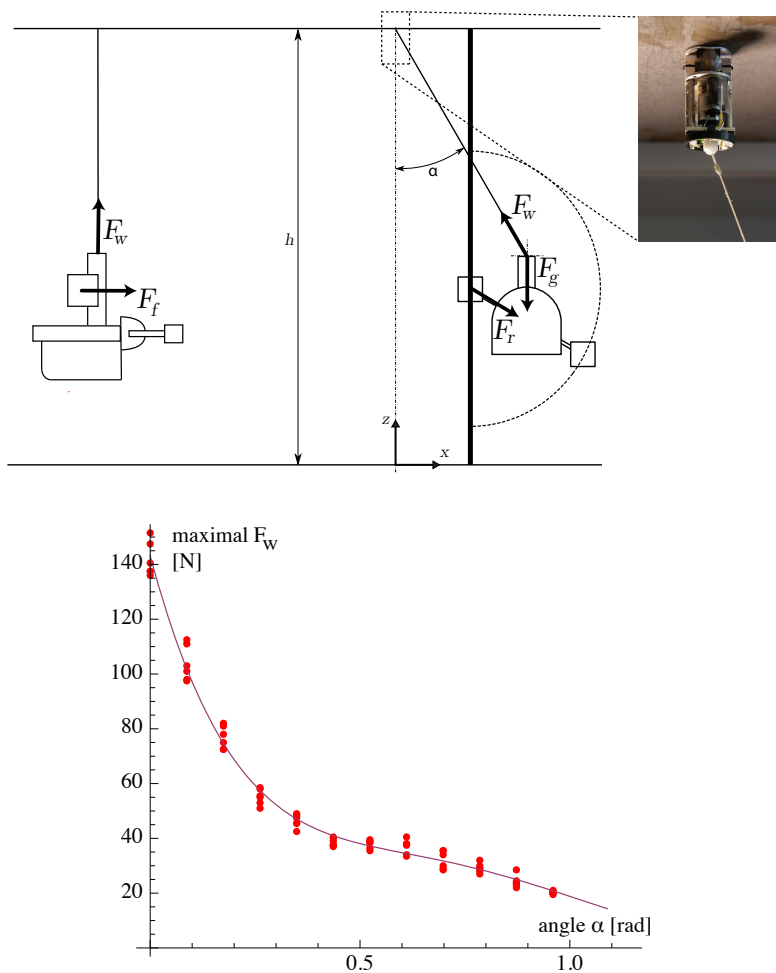 α
F_w
F_w
h
F_g
F_f
F_r
z
x
maximal F_W
[N]
140
120
100
80
60
40
20
angle α [rad]
0.5
1.0